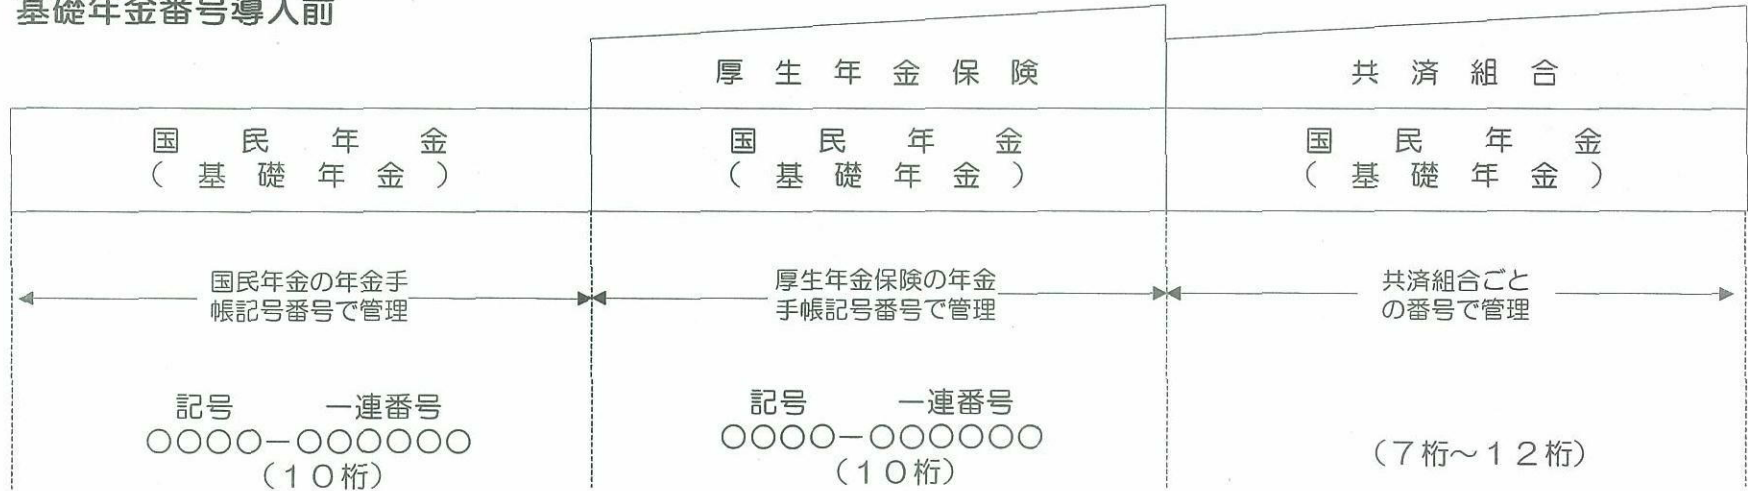 基礎年金番号導入前
厚生年金保険
共済組合
国民年金
(基礎年金)
国民年金
(基礎年金)
国民年金
(基礎年金)
国民年金の年金手
帳記号番号で管理
厚生年金保険の年金
手帳記号番号で管理
共済組合ごと
の番号で管理
記号 一連番号
〇〇〇〇-〇〇〇〇〇〇
(10桁)
記号 一連番号
〇〇〇〇-〇〇〇〇〇〇
(10桁)
(7桁~12桁)